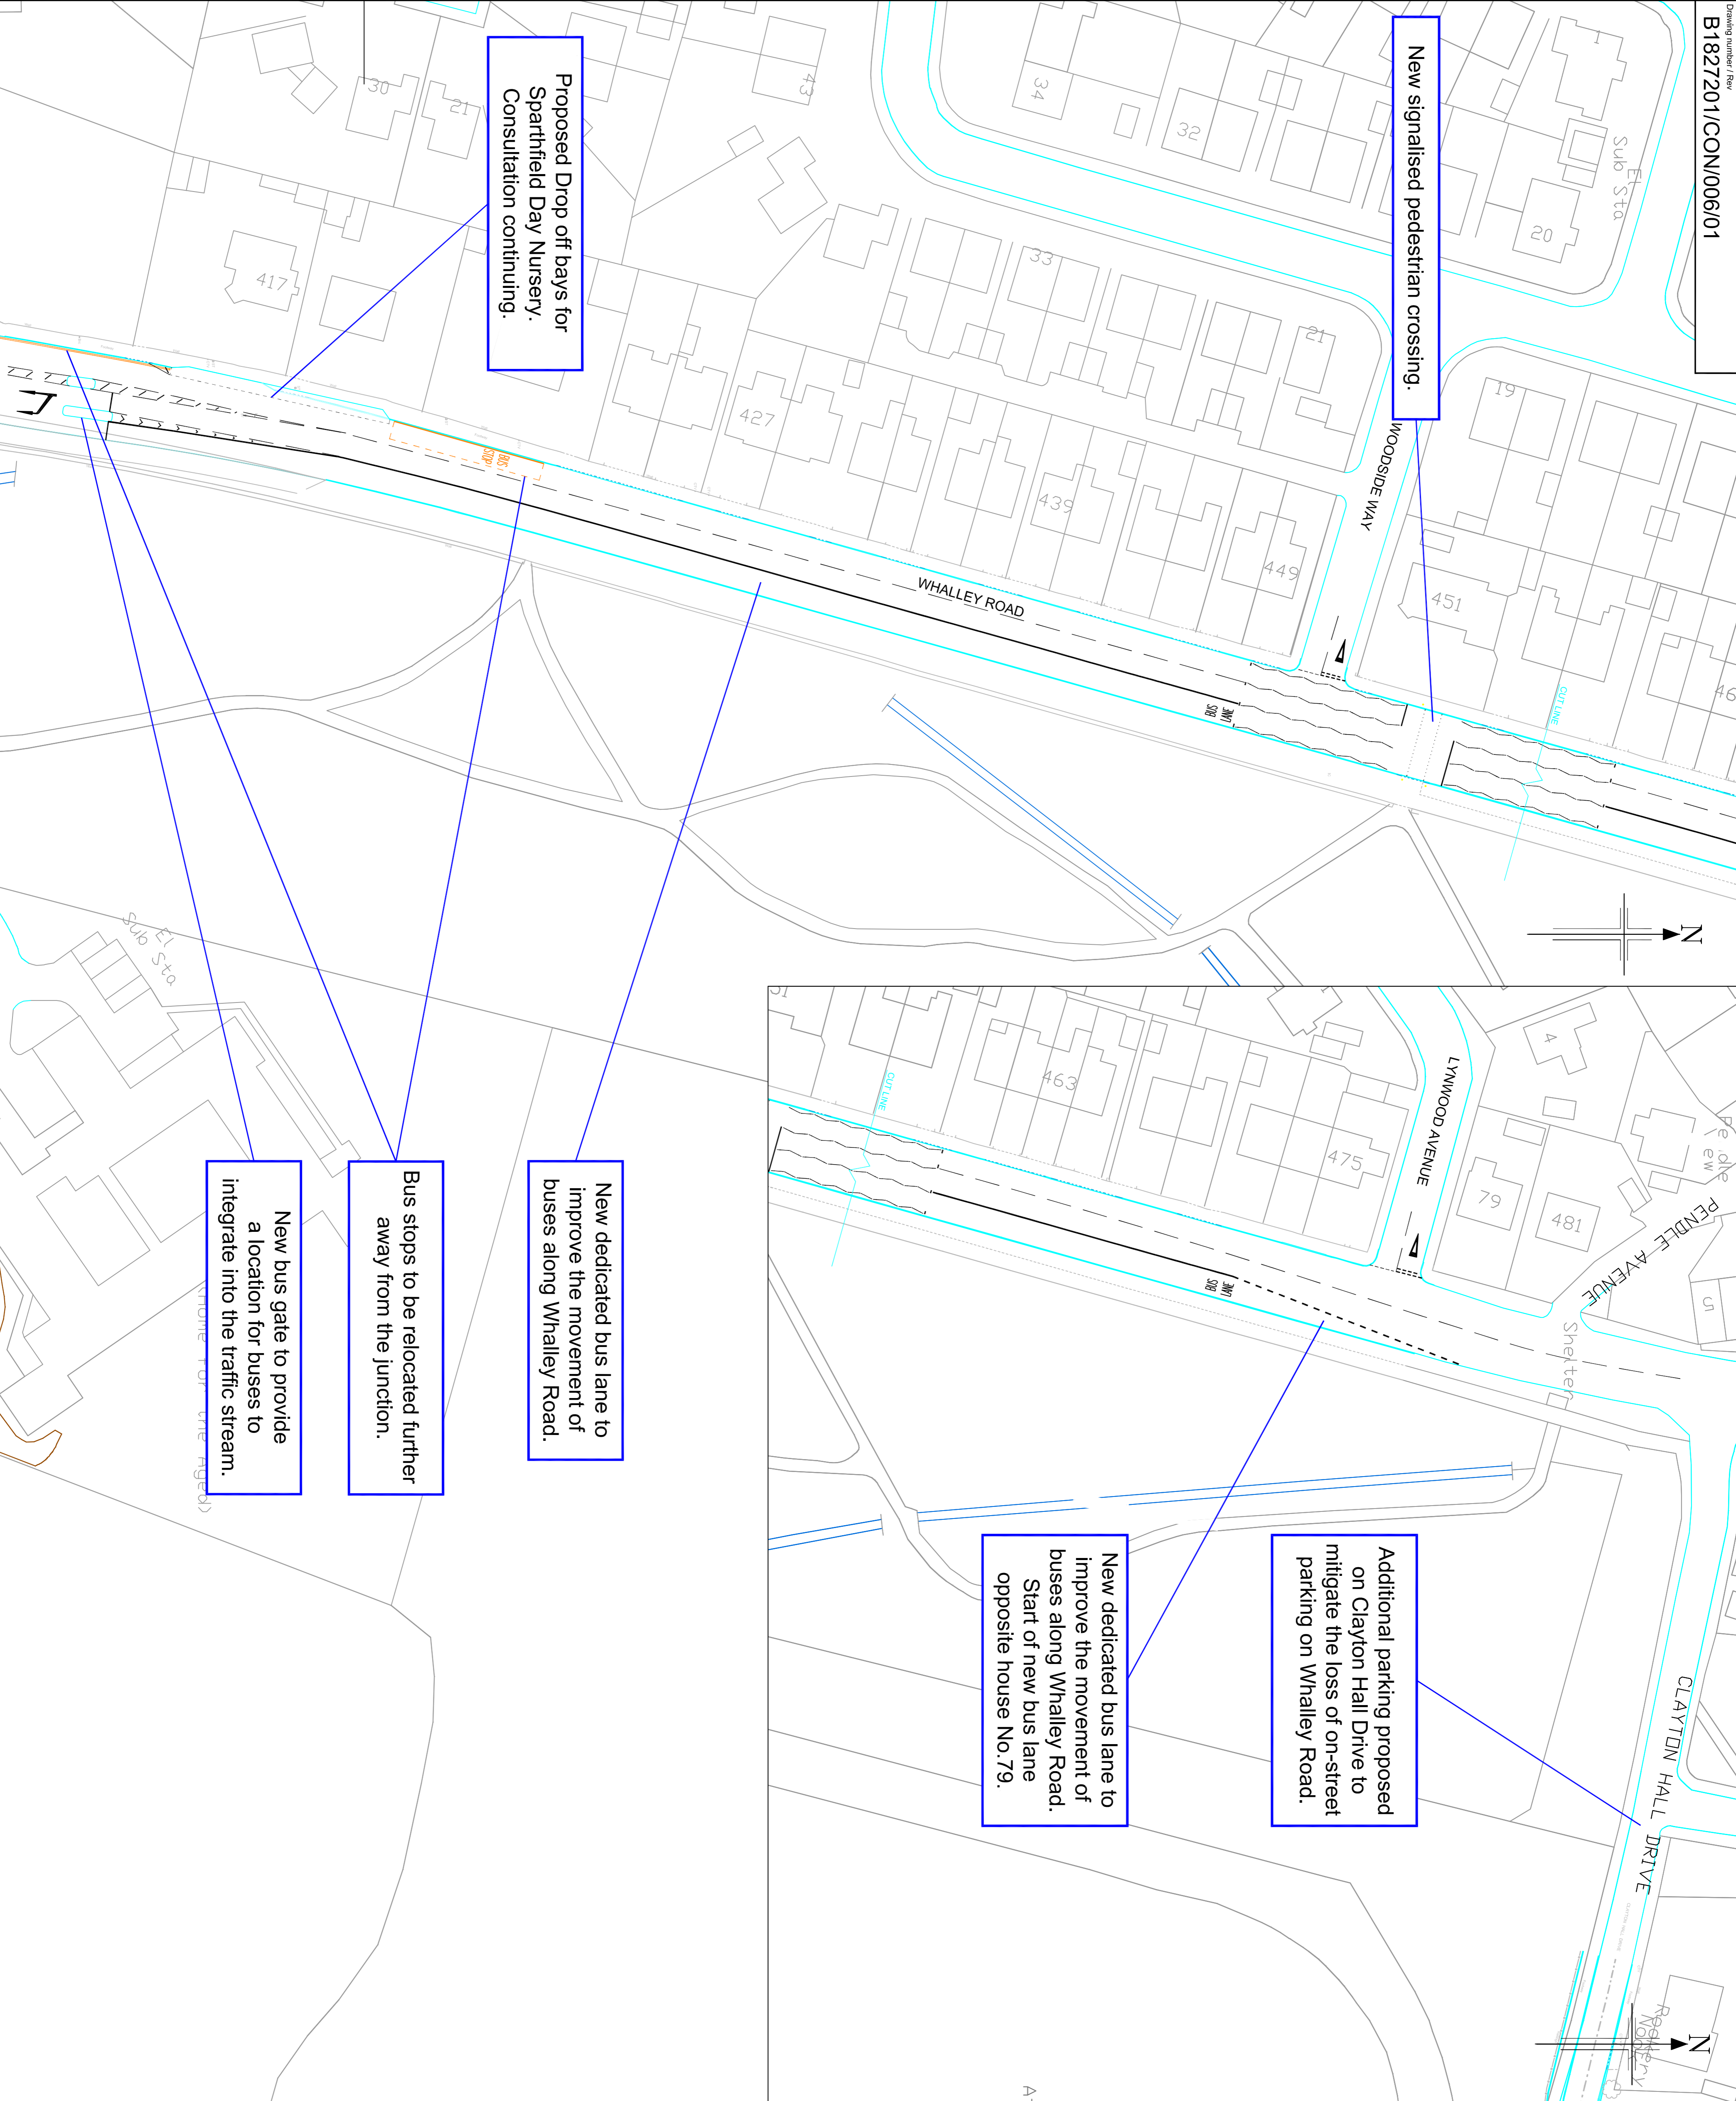 Drawing number / Rev
B1827201/CON/006/01
New signalised pedestrian crossing.
Proposed Drop off bays for
Sparthfield Day Nursery.
Consultation continuing.
New dedicated bus lane to
improve the movement of
buses along Whalley Road.
Bus stops to be relocated further
away from the junction.
New bus gate to provide
a location for buses to
integrate into the traffic stream.
Additional parking proposed
on Clayton Hall Drive to
mitigate the loss of on-street
parking on Whalley Road.
New dedicated bus lane to
improve the movement of
buses along Whalley Road.
Start of new bus lane
opposite house No.79.
WOODSIDE WAY
WHALLEY ROAD
LYNWOOD AVENUE
PENDLE AVENUE
CLAYTON HALL DRIVE
CUT LINE
CUT LINE
BUS
LANE
BUS
LANE
BUS
STOP
N
N
El
Sub Sta
El
Sub Sta
Shelter
Rockery
Nook
1
20
19
21
32
34
33
43
30
21
417
427
439
449
451
463
475
79
481
4
5